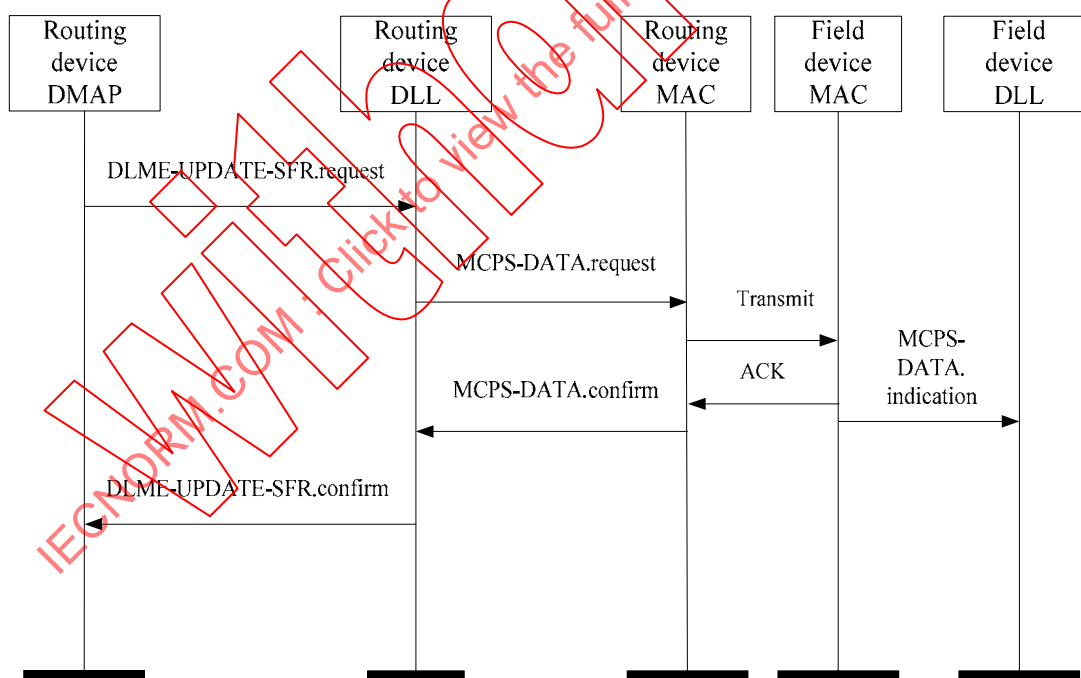 Routing
device
DMAP
Routing
device
DLL
Routing
device
MAC
Field
device
MAC
Field
device
DLL
DLME-UPDATE-SFR.request
MCPS-DATA.request
Transmit
MCPS-
DATA.
indication
ACK
MCPS-DATA.confirm
DLME-UPDATE-SFR.confirm
IECNORM.COM : Click to view the full